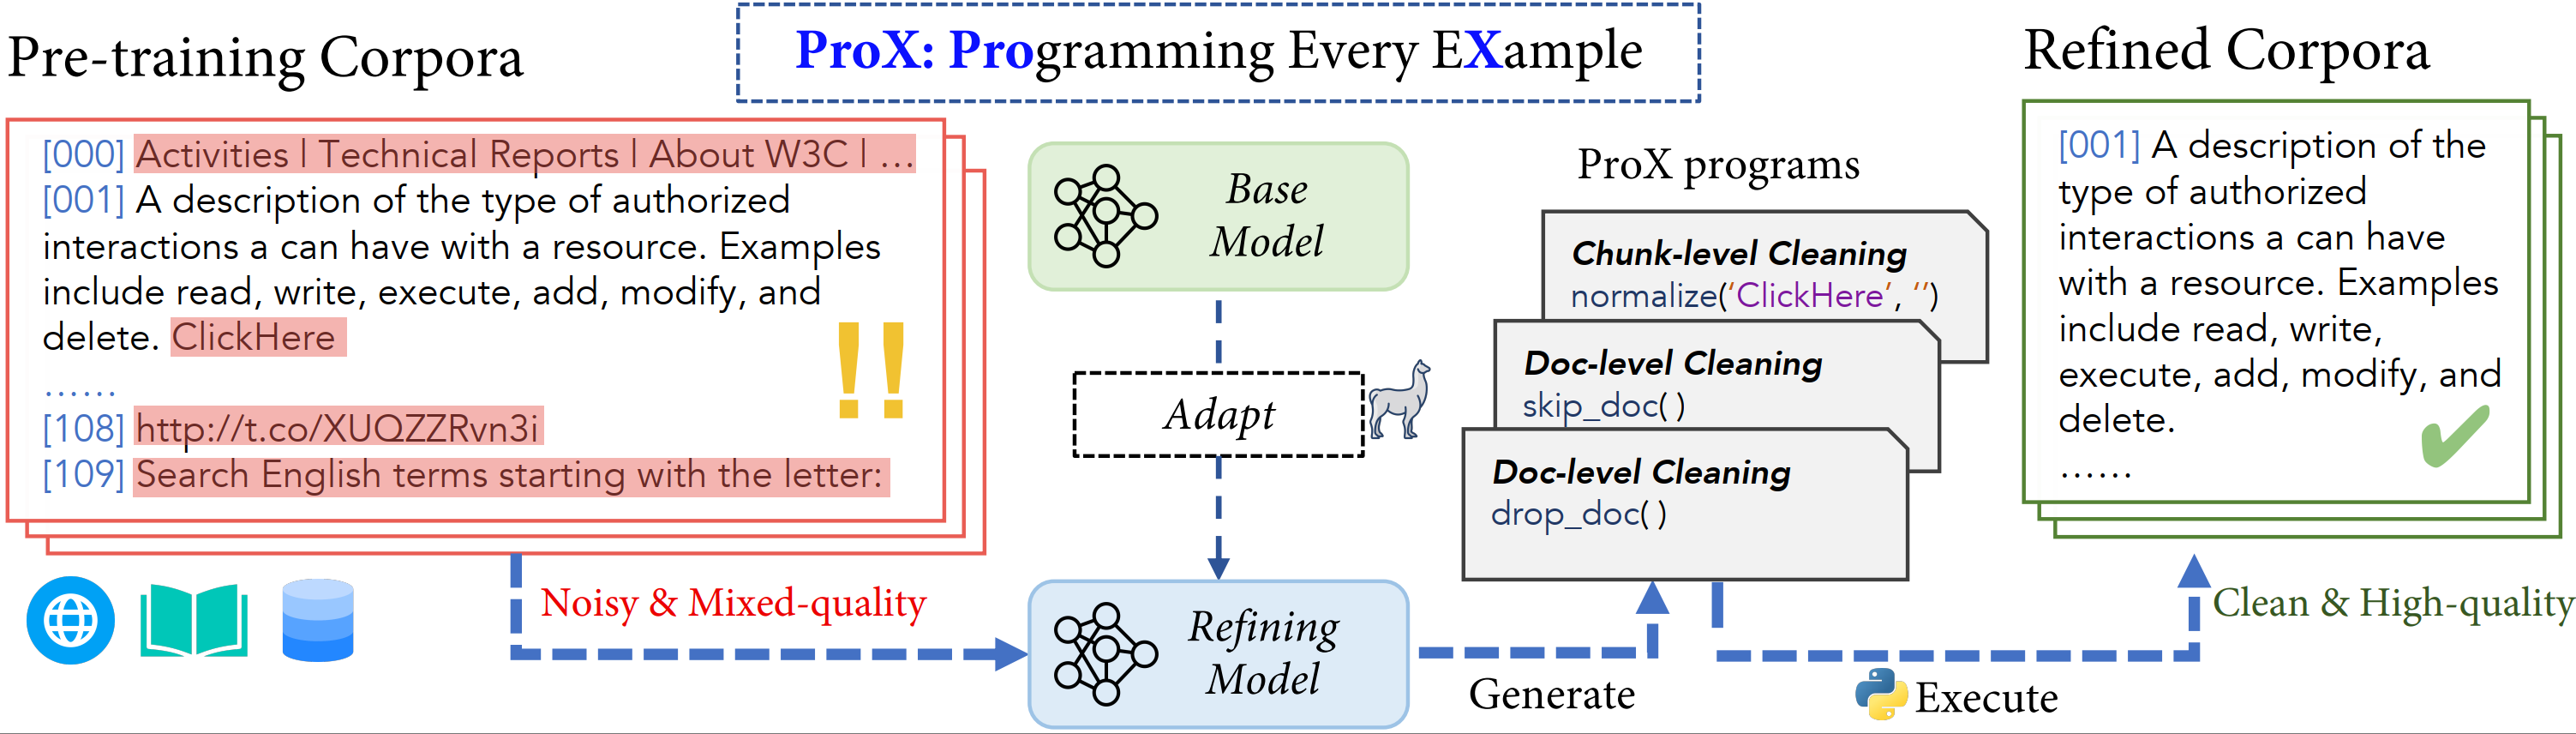 Pre-training Corpora
ProX: Programming Every EXample
Refined Corpora
[000] Activities | Technical Reports | About W3C | ...
[001] A description of the type of authorized
interactions a can have with a resource. Examples
include read, write, execute, add, modify, and
delete. ClickHere
......
[108] http://t.co/XUQZZRvn3i
[109] Search English terms starting with the letter:
!!
Noisy & Mixed-quality
Base
Model
Adapt
Refining
Model
ProX programs
Chunk-level Cleaning
normalize(‘ClickHere’, ‘’)
Doc-level Cleaning
skip_doc( )
Doc-level Cleaning
drop_doc( )
Generate
Execute
[001] A description of the
type of authorized
interactions a can have
with a resource. Examples
include read, write,
execute, add, modify, and
delete.
......
Clean & High-quality